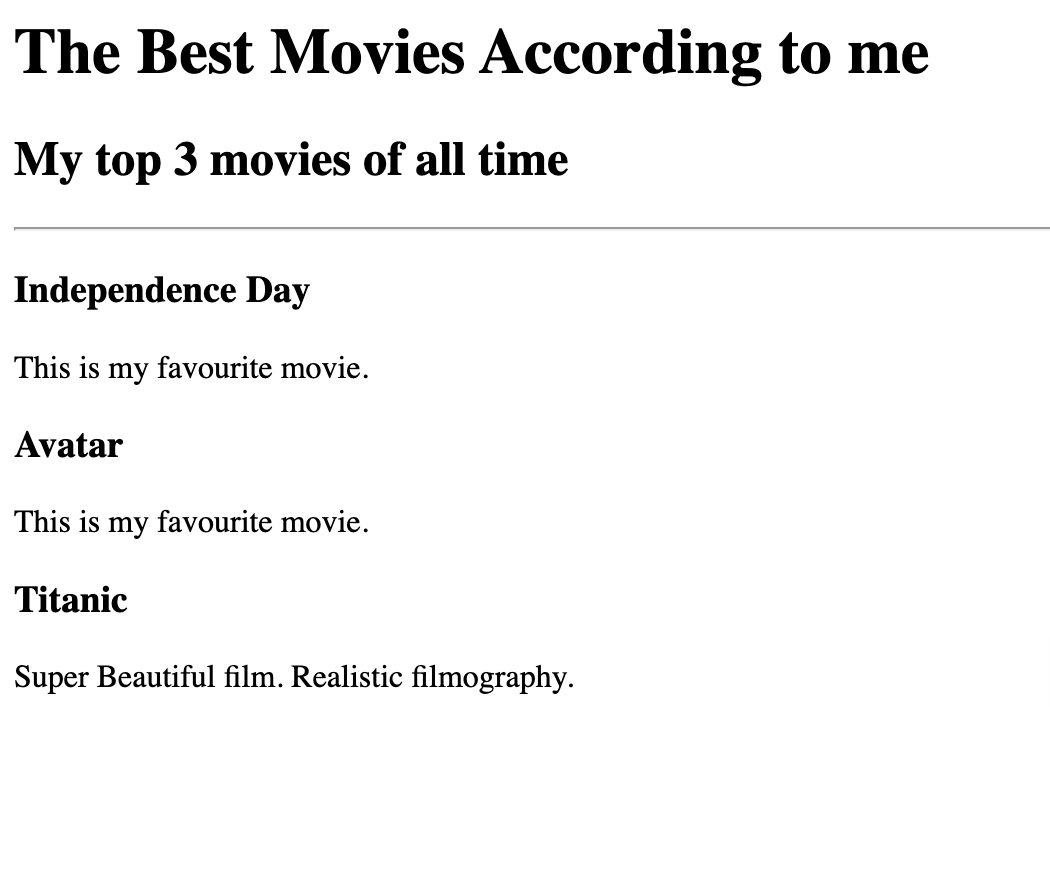 The Best Movies According to me
My top 3 movies of all time
Independence Day
This is my favourite movie.
Avatar
This is my favourite movie.
Titanic
Super Beautiful film. Realistic filmography.